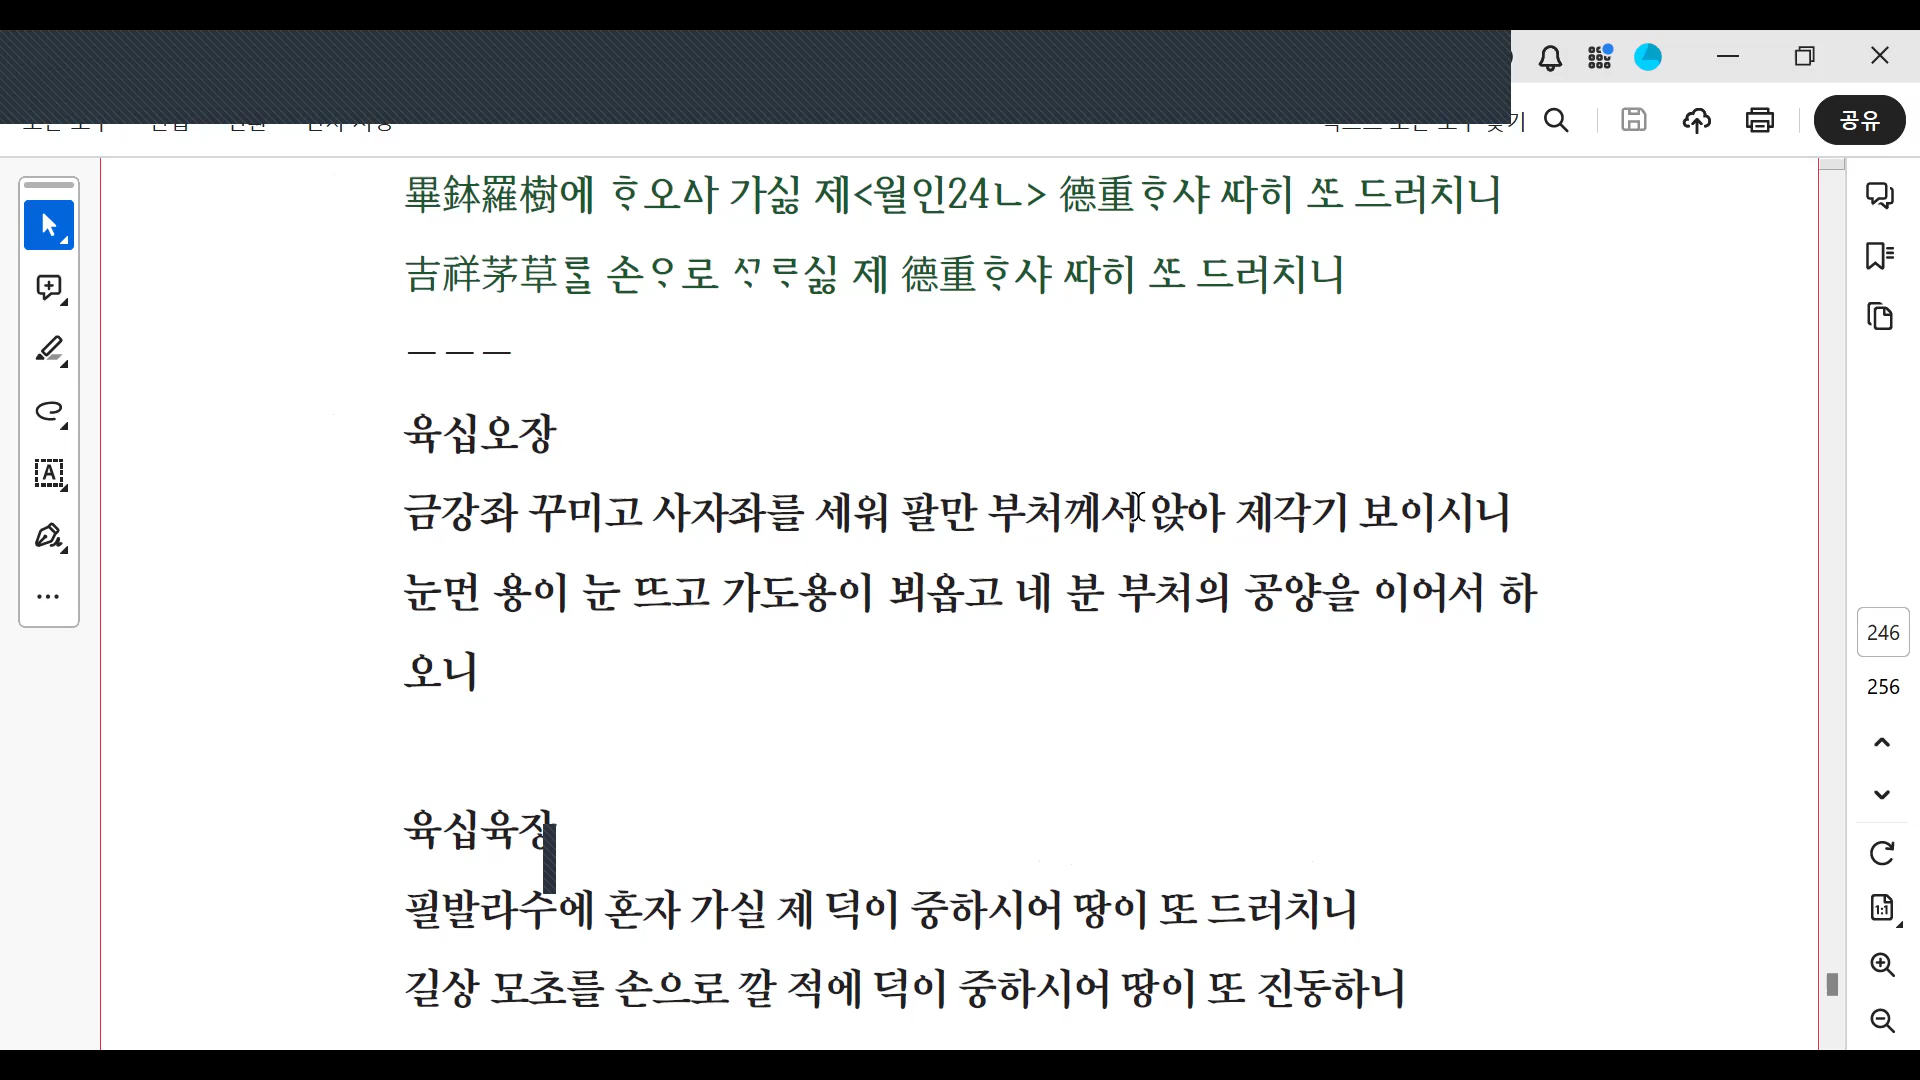 공유
畢鉢羅樹에 ᄒᆞ오ᅀᅡ 가싫 제<월인24ㄴ> 德重ᄒᆞ샤 ᄯᅡ히 ᄯᅩ 드러치니
吉祥茅草ᄅᆞᆯ 손ᄋᆞ로 ᄭᆞᄅᆞ싫 제 德重ᄒᆞ샤 ᄯᅡ히 ᄯᅩ 드러치니
ㅡㅡㅡ
육십오장
금강좌 꾸미고 사자좌를 세워 팔만 부처께서 앉아 제각기 보이시니
눈먼 용이 눈 뜨고 가도용이 뵈옵고 네 분 부처의 공양을 이어서 하
오니
246
256
육십육장
필발라수에 혼자 가실 제 덕이 중하시어 땅이 또 드러치니
길상 모초를 손으로 깔 적에 덕이 중하시어 땅이 또 진동하니